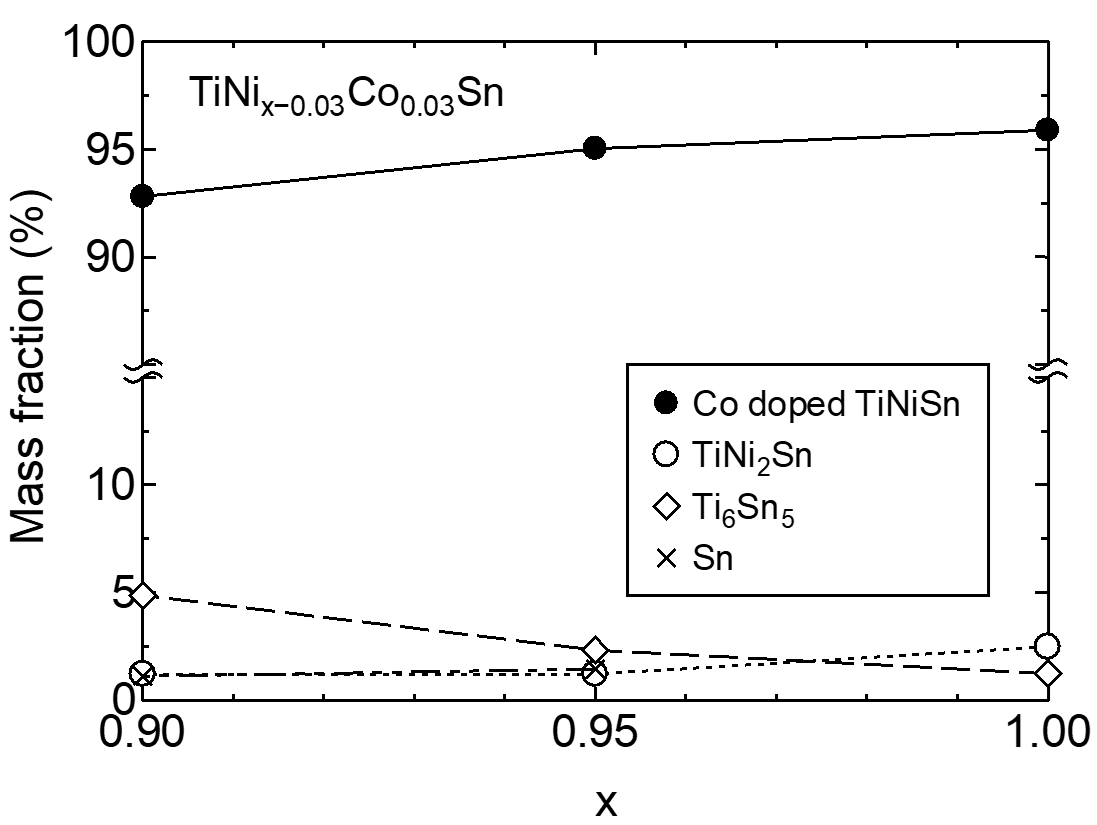 100
TiNiₓ₋₀.₀₃Co₀.₀₃Sn
95
90
Mass fraction (%)
Co doped TiNiSn
TiNi₂Sn
10
Ti₆Sn₅
Sn
5
0
0.90 0.95 1.00
x